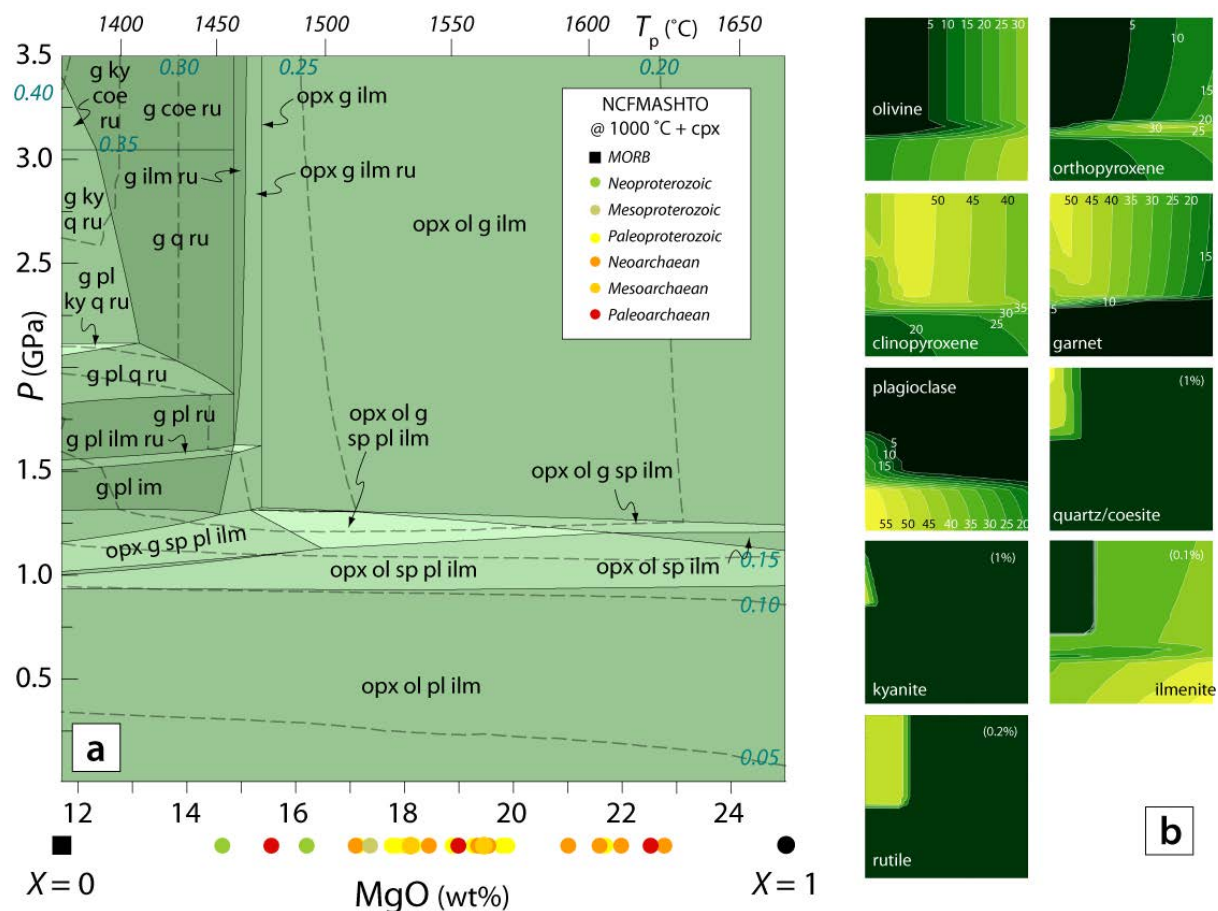 1400 1450 1500 1550 1600 1650
Tp (°C)
3.5
3.0
2.5
P (GPa)
1.5
1.0
0.5
0.40
0.35
0.30
0.25
0.20
0.15
0.10
0.05
g ky
coe
ru
g coe ru
opx g ilm
g ilm ru
opx g ilm ru
g ky
q ru
g q ru
opx ol g ilm
g pl
ky q ru
g pl q ru
g pl ru
g pl ilm ru
g pl im
opx ol g
sp pl ilm
opx ol g sp ilm
opx g sp pl ilm
opx ol sp pl ilm
opx ol sp ilm
opx ol pl ilm
NCFMASHTO
@ 1000 °C + cpx
MORB
Neoproterozoic
Mesoproterozoic
Paleoproterozoic
Neoarchaean
Mesoarchaean
Paleoarchaean
a
12 14 16 18 20 22 24
X = 0
MgO (wt%)
X = 1
5 10 15 20 25 30
olivine
5
10
15
20
25
30
orthopyroxene
50 45 40
35
30
25
20
clinopyroxene
50 45 40 35 30 25 20
15
10
5
garnet
plagioclase
5
10
15
55 50 45 40 35 30 25 20
(1%)
quartz/coesite
(1%)
kyanite
(0.1%)
ilmenite
(0.2%)
rutile
b